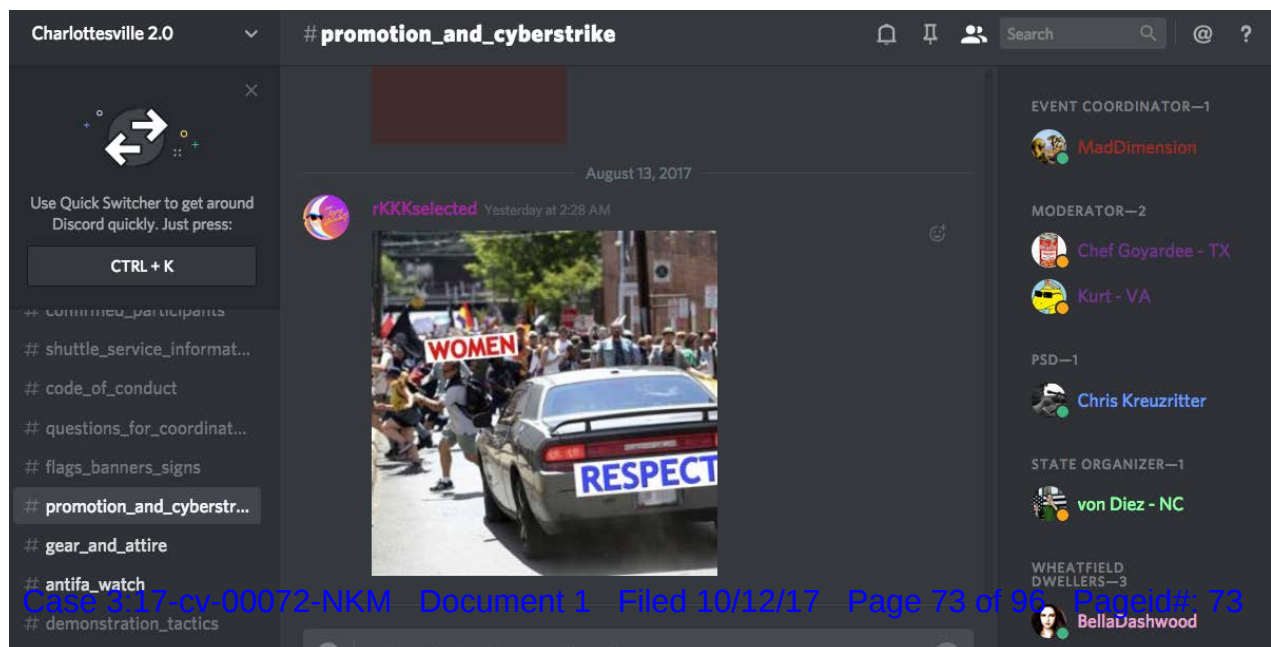 Charlottesville 2.0
#promotion_and_cyberstrike
Search
@
?
Use Quick Switcher to get around
Discord quickly. Just press:
CTRL + K
# confirmed_participants
# shuttle_service_informat...
# code_of_conduct
# questions_for_coordinat...
# flags_banners_signs
# promotion_and_cyberstr...
# gear_and_attire
# antifa_watch
# demonstration_tactics
August 13, 2017
rKKKselected Yesterday at 2:28 AM
WOMEN
RESPECT
EVENT COORDINATOR—1
MadDimension
MODERATOR—2
Chef Goyardee - TX
Kurt - VA
PSD—1
Chris Kreuzritter
STATE ORGANIZER—1
von Diez - NC
WHEATFIELD
DWELLERS—3
BellaDashwood
Case 3:17-cv-00072-NKM Document 1 Filed 10/12/17 Page 73 of 96 Pageid#: 73